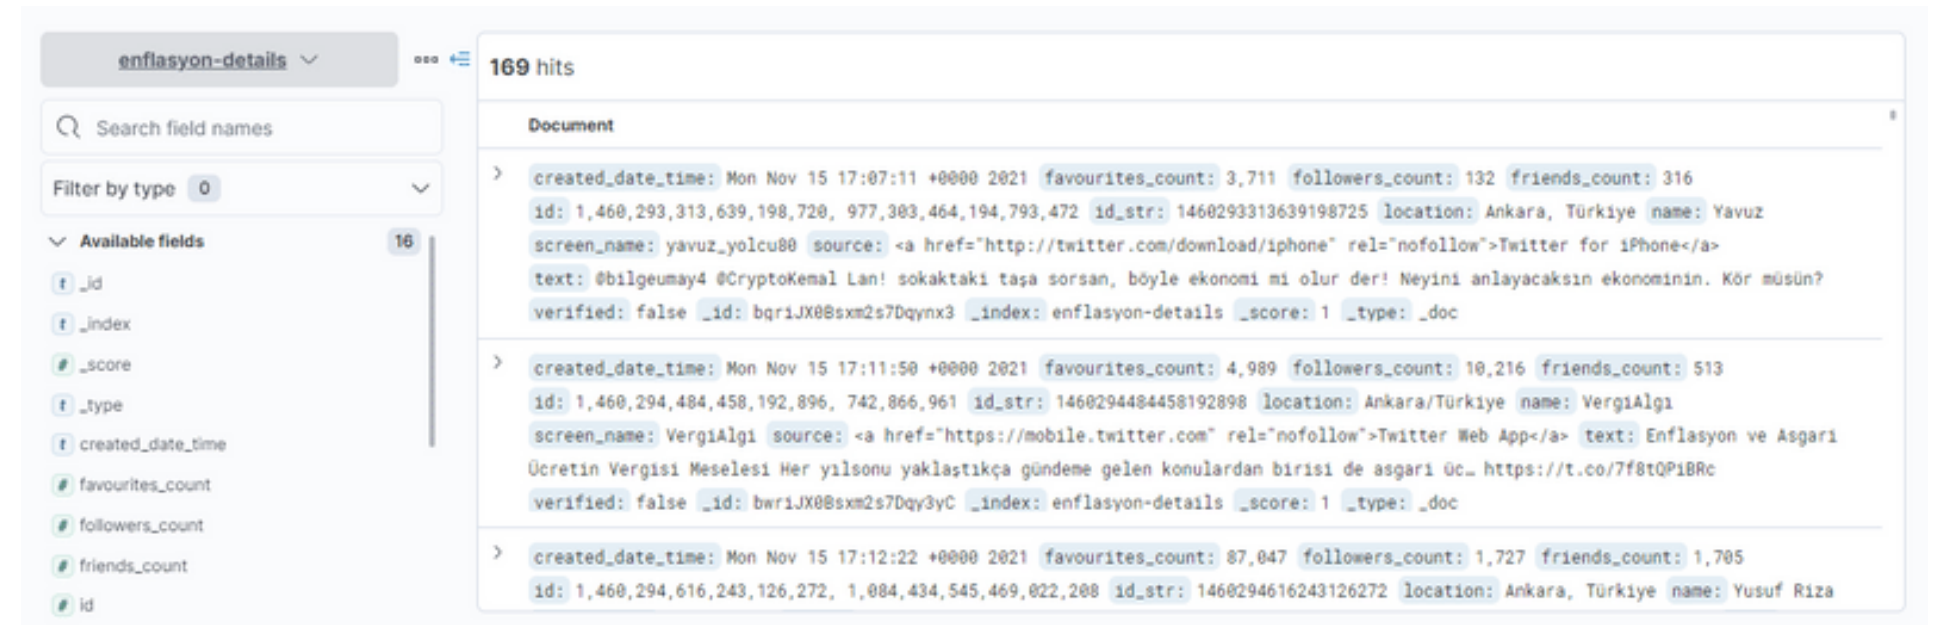 enflasyon-details
Search field names
Filter by type 0
Available fields 16
t _id
t _index
# _score
t _type
t created_date_time
# favourites_count
# followers_count
# friends_count
# id
169 hits
Document
created_date_time: Mon Nov 15 17:07:11 +0000 2021 favourites_count: 3,711 followers_count: 132 friends_count: 316
id: 1,460,293,313,639,198,720, 977,303,464,194,793,472 id_str: 1460293313639198725 location: Ankara, Türkiye name: Yavuz
screen_name: yavuz_yolcu80 source: <a href="http://twitter.com/download/iphone" rel="nofollow">Twitter for iPhone</a>
text: @bilgeumay4 @CryptoKemal Lan! sokaktaki taşa sorsan, böyle ekonomi mi olur der! Neyini anlayacaksın ekonominin. Kör müsün?
verified: false _id: bqriJX0Bsxm2s7Dqynx3 _index: enflasyon-details _score: 1 _type: _doc
created_date_time: Mon Nov 15 17:11:50 +0000 2021 favourites_count: 4,989 followers_count: 10,216 friends_count: 513
id: 1,460,294,484,458,192,896, 742,866,961 id_str: 1460294484458192898 location: Ankara/Türkiye name: VergiAlgı
screen_name: VergiAlgi source: <a href="https://mobile.twitter.com" rel="nofollow">Twitter Web App</a> text: Enflasyon ve Asgari
Ücretin Vergisi Meselesi Her yılsonu yaklaştıkça gündeme gelen konulardan birisi de asgari üc… https://t.co/7f8tQPiBRc
verified: false _id: bwriJX0Bsxm2s7Dqy3yC _index: enflasyon-details _score: 1 _type: _doc
created_date_time: Mon Nov 15 17:12:22 +0000 2021 favourites_count: 87,047 followers_count: 1,727 friends_count: 1,705
id: 1,460,294,616,243,126,272, 1,084,434,545,469,022,208 id_str: 1460294616243126272 location: Ankara, Türkiye name: Yusuf Riza